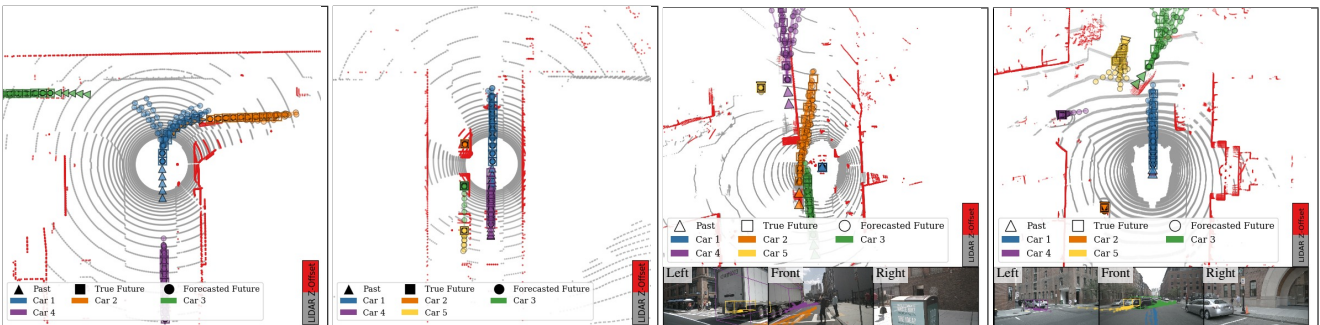 LIDAR Z-Offset
Past True Future Forecasted Future
Car 1 Car 2 Car 3
Car 4
LIDAR Z-Offset
Past True Future Forecasted Future
Car 1 Car 2 Car 3
Car 4 Car 5
LIDAR Z-Offset
Past True Future Forecasted Future
Car 1 Car 2 Car 3
Car 4 Car 5
Left Front Right
LIDAR Z-Offset
Past True Future Forecasted Future
Car 1 Car 2 Car 3
Car 4 Car 5
Left Front Right